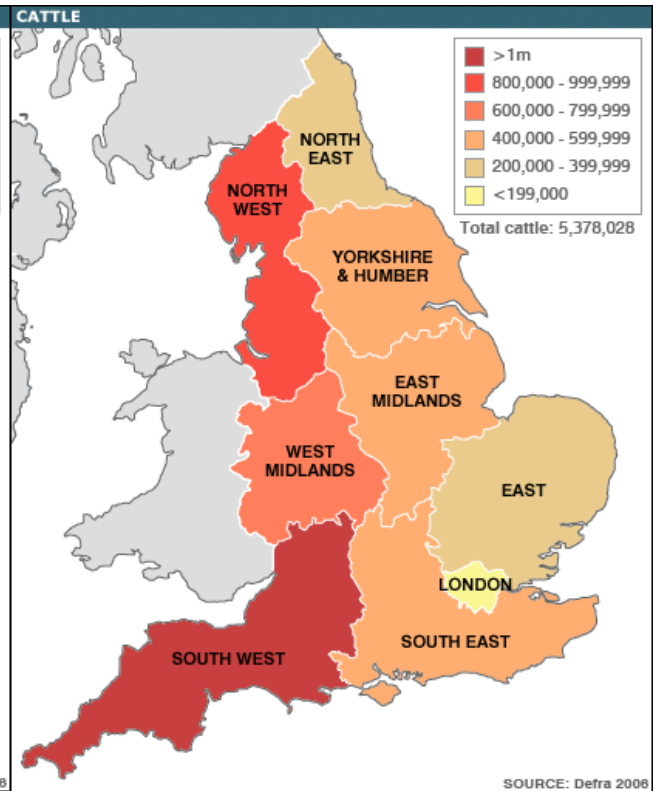 CATTLE
>1m
800,000 - 999,999
600,000 - 799,999
400,000 - 599,999
200,000 - 399,999
<199,000
Total cattle: 5,378,028
NORTH
EAST
NORTH
WEST
YORKSHIRE
& HUMBER
EAST
MIDLANDS
WEST
MIDLANDS
EAST
LONDON
SOUTH EAST
SOUTH WEST
8
SOURCE: Defra 2006